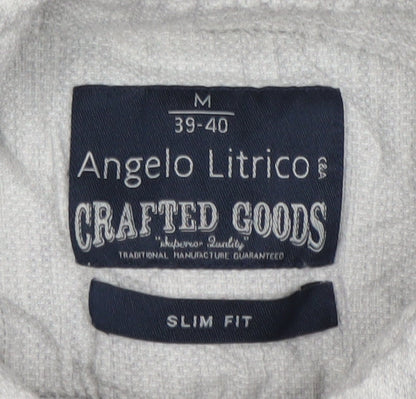 M
39-40
Angelo Litrico C&A
CRAFTED GOODS
"Superior Quality"
TRADITIONAL MANUFACTURE GUARANTEED
SLIM FIT